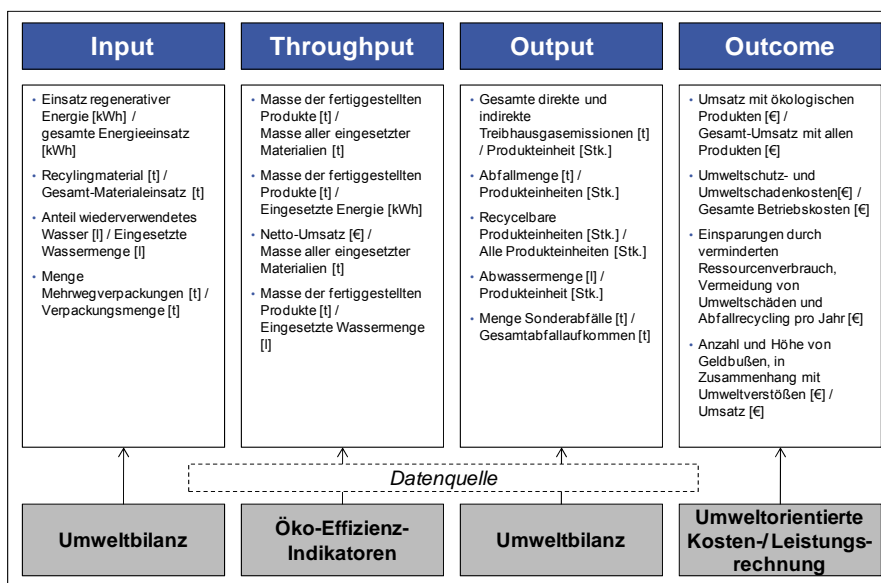 Input
Einsatz regenerativer
Energie [kWh] /
gesamte Energieeinsatz
[kWh]
Recylingmaterial [t] /
Gesamt-Materialeinsatz [t]
Anteil wiederverwendetes
Wasser [l] / Eingesetzte
Wassermenge [l]
Menge
Mehrwegverpackungen [t] /
Verpackungsmenge [t]
Throughput
Masse der fertiggestellten
Produkte [t] /
Masse aller eingesetzter
Materialien [t]
Masse der fertiggestellten
Produkte [t] /
Eingesetzte Energie [kWh]
Netto-Umsatz [€] /
Masse aller eingesetzter
Materialien [t]
Masse der fertiggestellten
Produkte [t] /
Eingesetzte Wassermenge
[l]
Output
Gesamte direkte und
indirekte
Treibhausgasemissionen [t]
/ Produkteinheit [Stk.]
Abfallmenge [t] /
Produkteinheiten [Stk.]
Recycelbare
Produkteinheiten [Stk.] /
Alle Produkteinheiten [Stk.]
Abwassermenge [l] /
Produkteinheit [Stk.]
Menge Sonderabfälle [t] /
Gesamtabfallaufkommen [t]
Outcome
Umsatz mit ökologischen
Produkten [€] /
Gesamt-Umsatz mit allen
Produkten [€]
Umweltschutz- und
Umweltschadenkosten[€] /
Gesamte Betriebskosten [€]
Einsparungen durch
verminderten
Ressourcenverbrauch,
Vermeidung von
Umweltschäden und
Abfallrecycling pro Jahr [€]
Anzahl und Höhe von
Geldbußen, in
Zusammenhang mit
Umweltverstößen [€] /
Umsatz [€]
Datenquelle
Umweltbilanz
Öko-Effizienz-
Indikatoren
Umweltbilanz
Umweltorientierte
Kosten-/ Leistungs-
rechnung